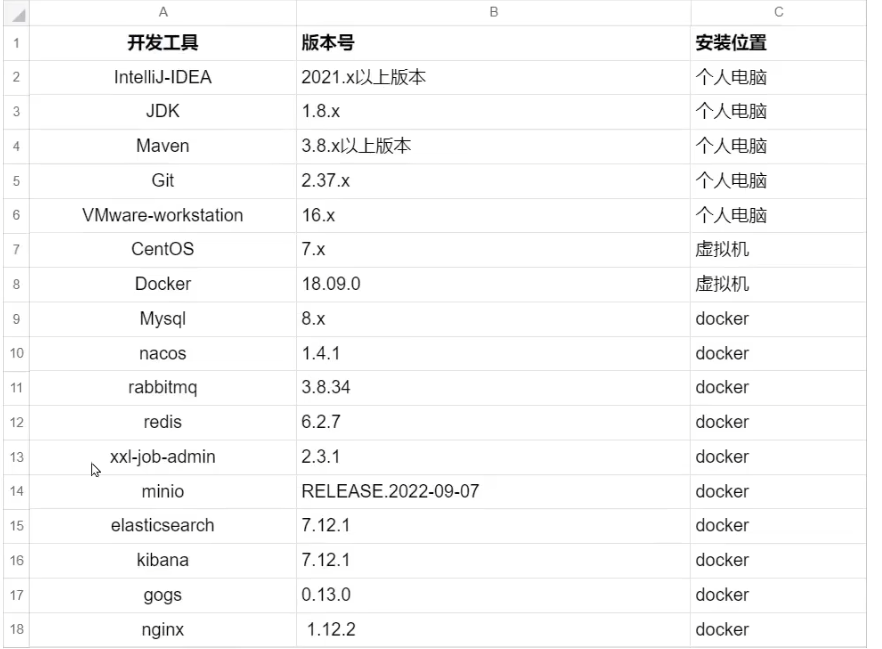 A B C
1 开发工具 版本号 安装位置
2 IntelliJ-IDEA 2021.x以上版本 个人电脑
3 JDK 1.8.x 个人电脑
4 Maven 3.8.x以上版本 个人电脑
5 Git 2.37.x 个人电脑
6 VMware-workstation 16.x 个人电脑
7 CentOS 7.x 虚拟机
8 Docker 18.09.0 虚拟机
9 Mysql 8.x docker
10 nacos 1.4.1 docker
11 rabbitmq 3.8.34 docker
12 redis 6.2.7 docker
13 xxl-job-admin 2.3.1 docker
14 minio RELEASE.2022-09-07 docker
15 elasticsearch 7.12.1 docker
16 kibana 7.12.1 docker
17 gogs 0.13.0 docker
18 nginx 1.12.2 docker